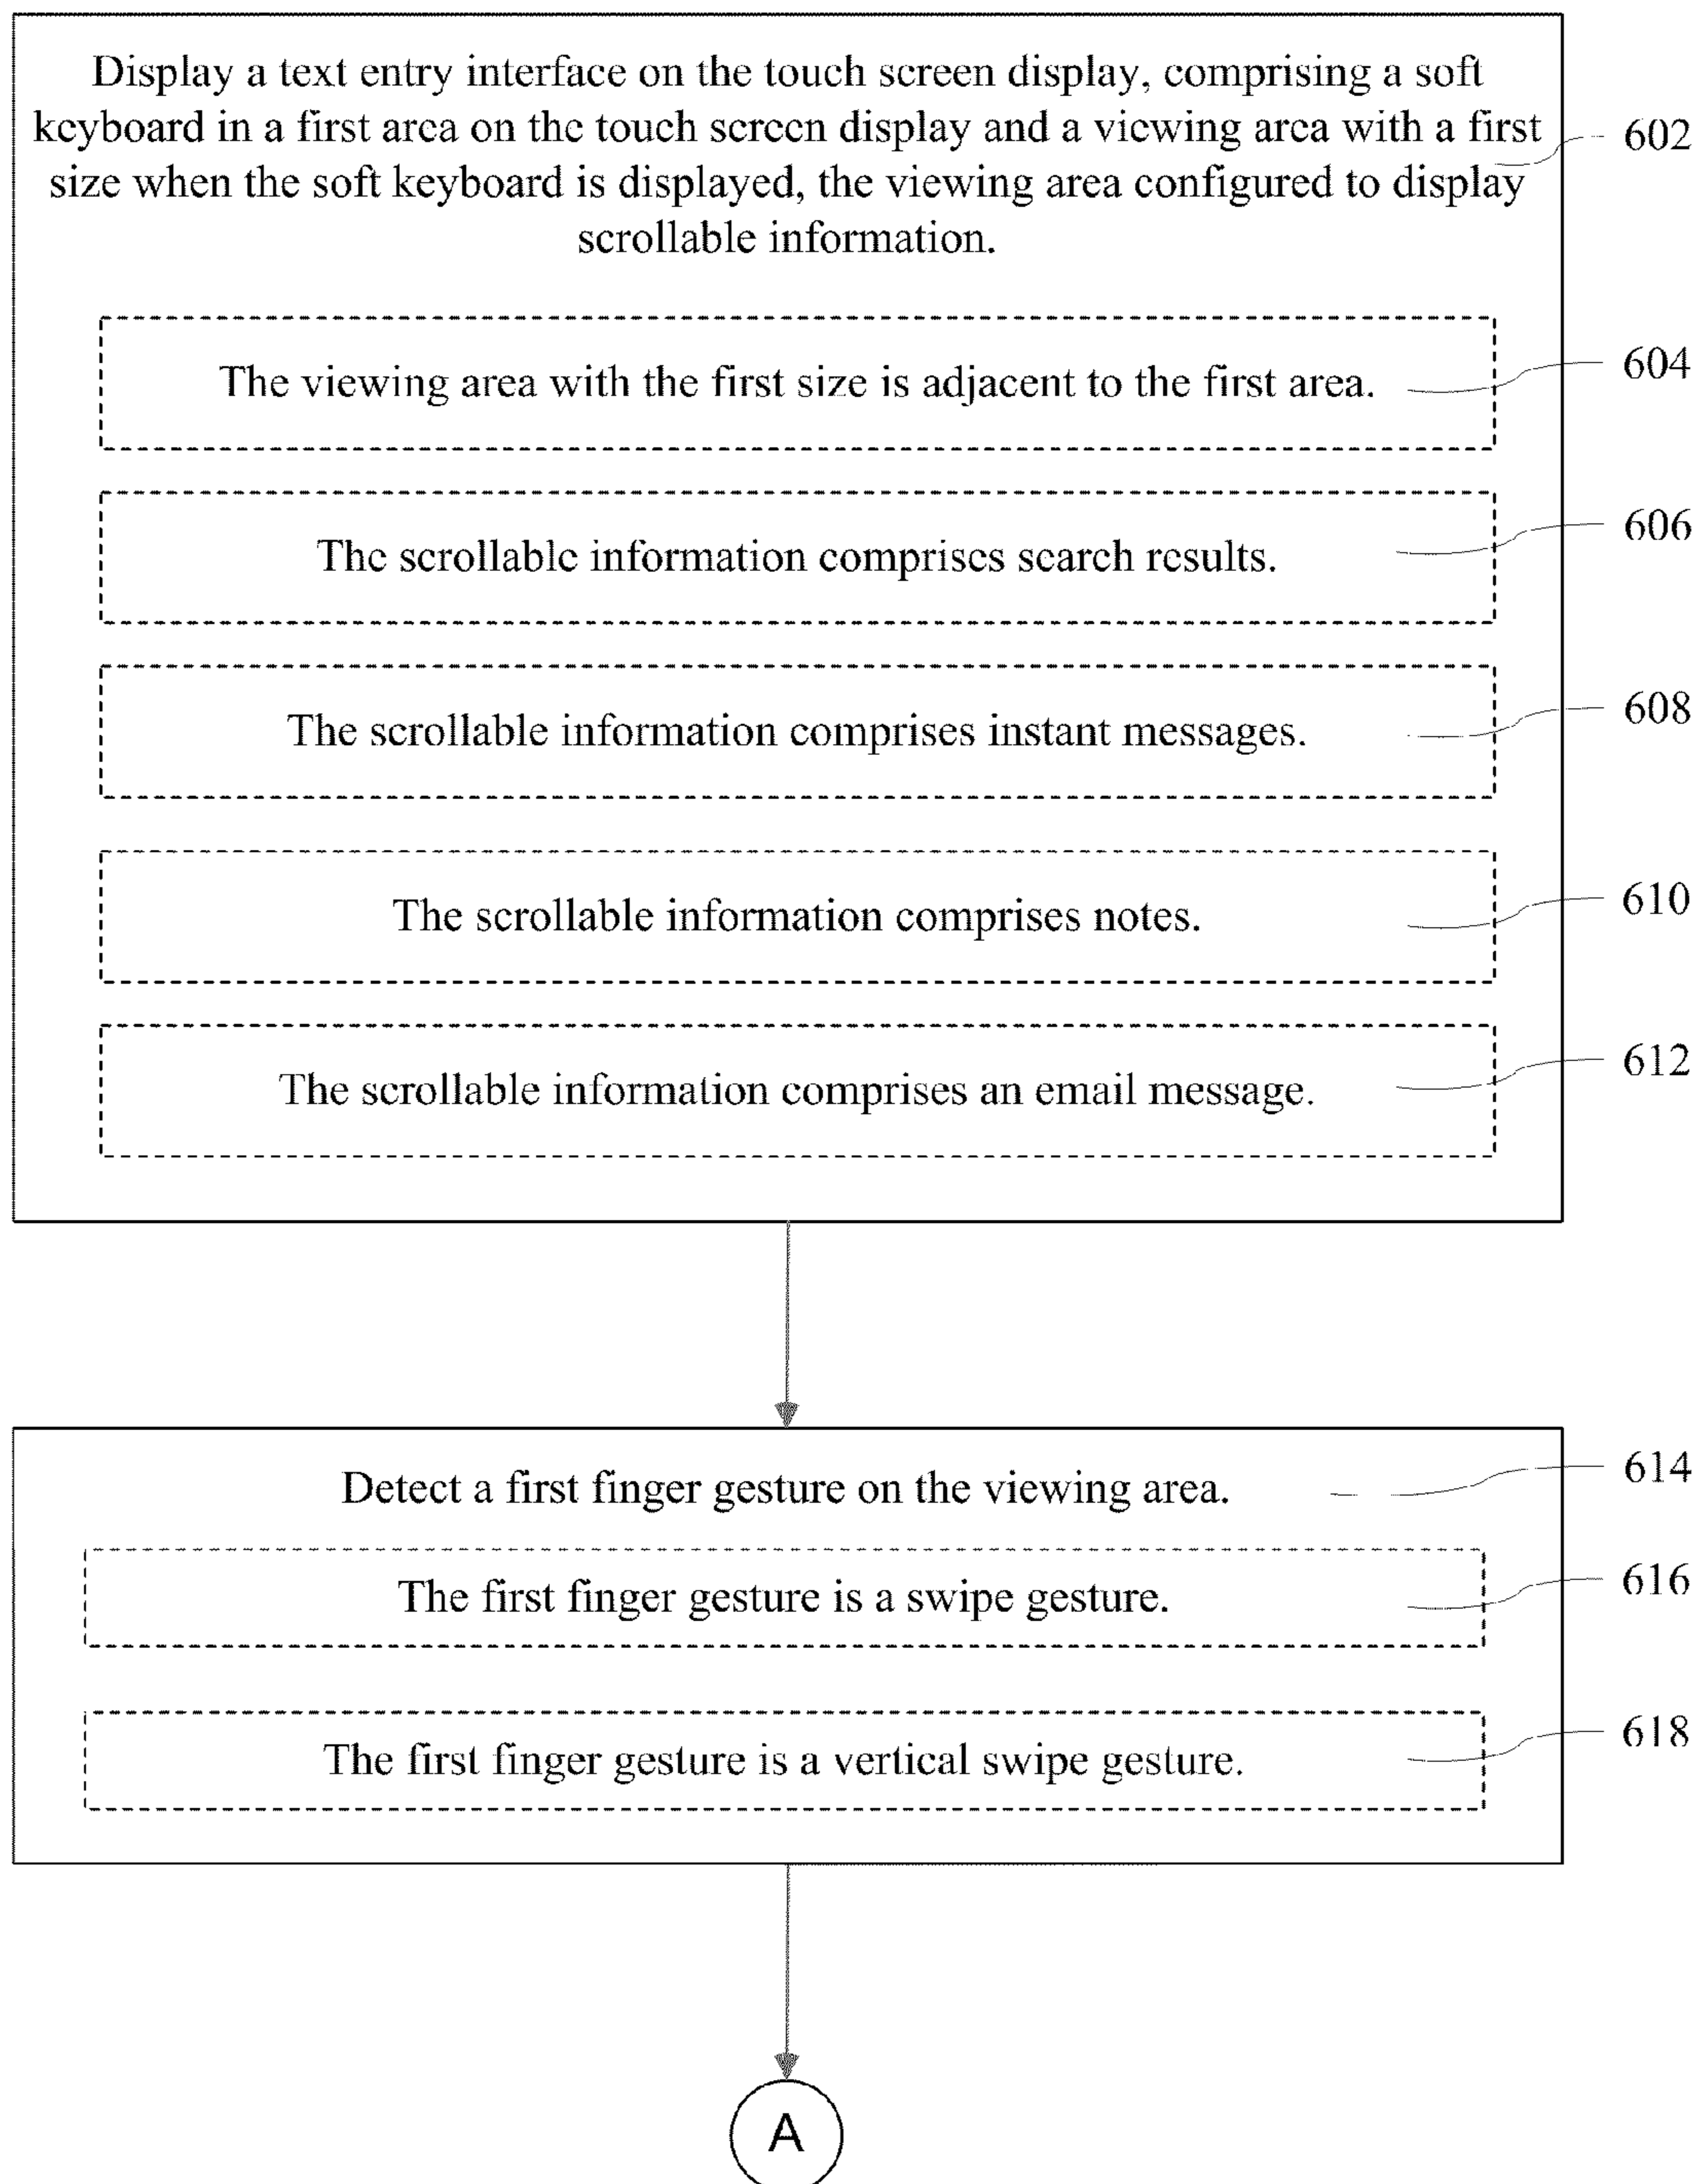 Display a text entry interface on the touch screen display, comprising a soft
keyboard in a first area on the touch screen display and a viewing area with a first
size when the soft keyboard is displayed, the viewing area configured to display
scrollable information.
602
The viewing area with the first size is adjacent to the first area.
604
The scrollable information comprises search results.
606
The scrollable information comprises instant messages.
608
The scrollable information comprises notes.
610
The scrollable information comprises an email message.
612
Detect a first finger gesture on the viewing area.
614
The first finger gesture is a swipe gesture.
616
The first finger gesture is a vertical swipe gesture.
618
A